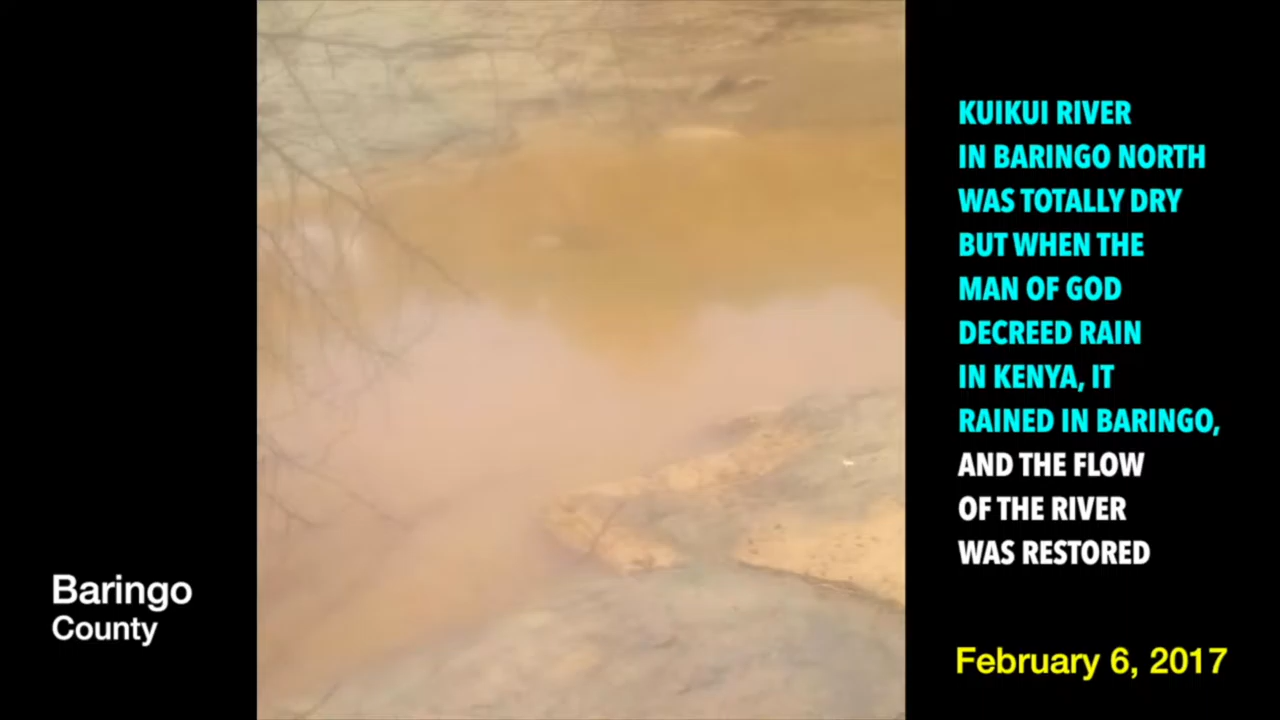 KUIKUI RIVER
IN BARINGO NORTH
WAS TOTALLY DRY
BUT WHEN THE
MAN OF GOD
DECREED RAIN
IN KENYA, IT
RAINED IN BARINGO,
AND THE FLOW
OF THE RIVER
WAS RESTORED
Baringo
County
February 6, 2017